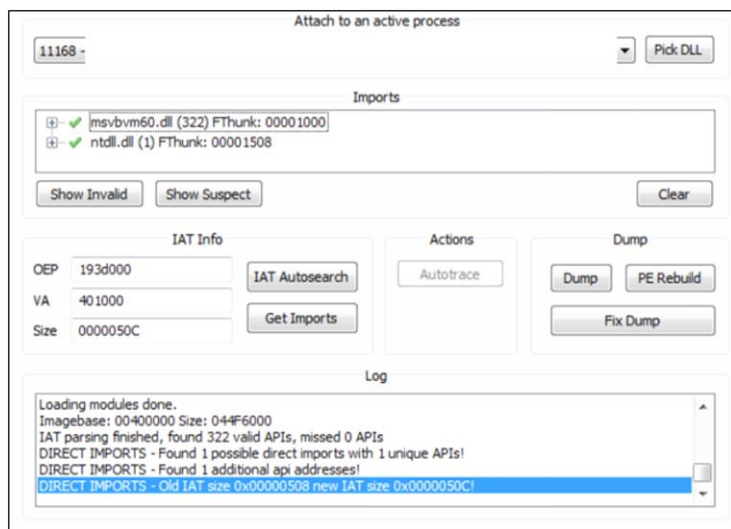 Attach to an active process
11168 -
Pick DLL
Imports
msvbvm60.dll (322) FThunk: 00001000
ntdll.dll (1) FThunk: 00001508
Show Invalid Show Suspect Clear
IAT Info
OEP 193d000
VA 401000
Size 0000050C
IAT Autosearch
Get Imports
Actions
Autotrace
Dump
Dump PE Rebuild
Fix Dump
Log
Loading modules done.
Imagebase: 00400000 Size: 044F6000
IAT parsing finished, found 322 valid APIs, missed 0 APIs
DIRECT IMPORTS - Found 1 possible direct imports with 1 unique APIs!
DIRECT IMPORTS - Found 1 additional api addresses!
DIRECT IMPORTS - Old IAT size 0x00000508 new IAT size 0x0000050C!